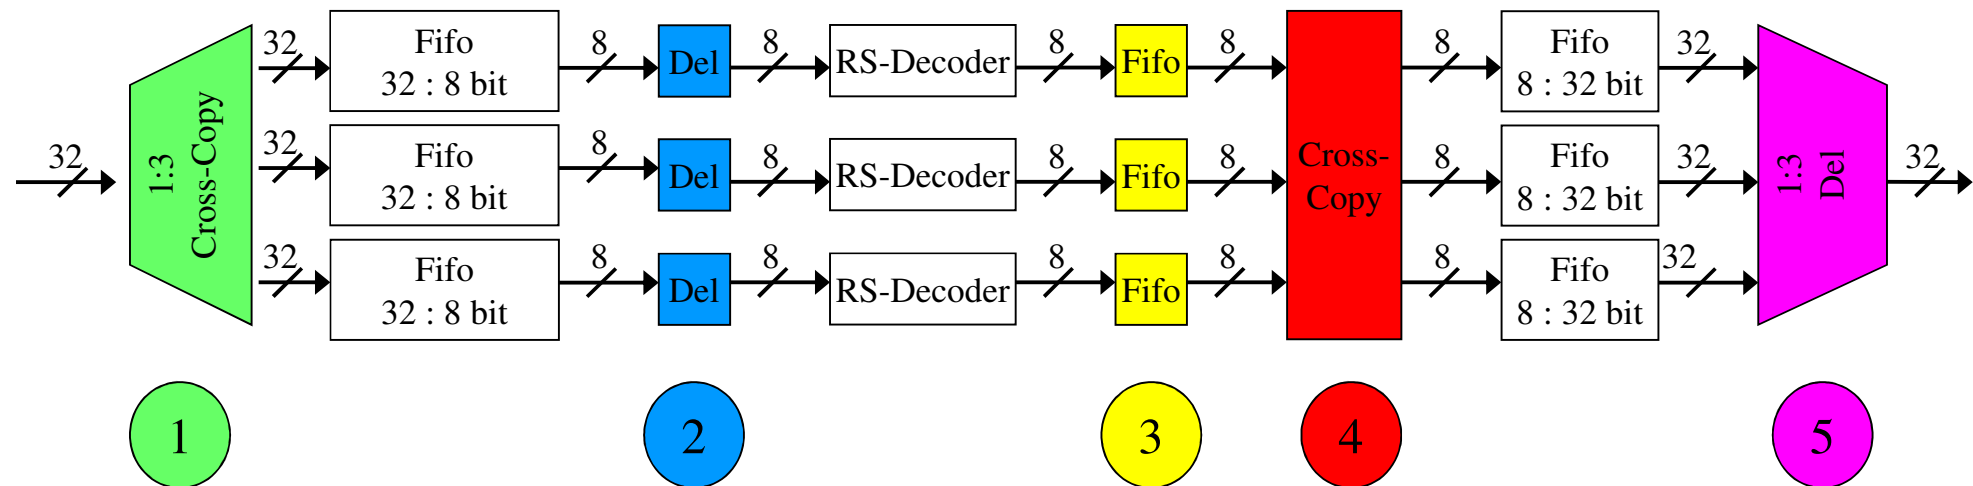 32
1:3
Cross-Copy
32
Fifo
32 : 8 bit
8
Del
8
RS-Decoder
8
Fifo
8
32
Fifo
32 : 8 bit
8
Del
8
RS-Decoder
8
Fifo
8
32
Fifo
32 : 8 bit
8
Del
8
RS-Decoder
8
Fifo
8
Cross-
Copy
8
Fifo
8 : 32 bit
32
8
Fifo
8 : 32 bit
32
8
Fifo
8 : 32 bit
32
1:3
Del
32
1
2
3
4
5